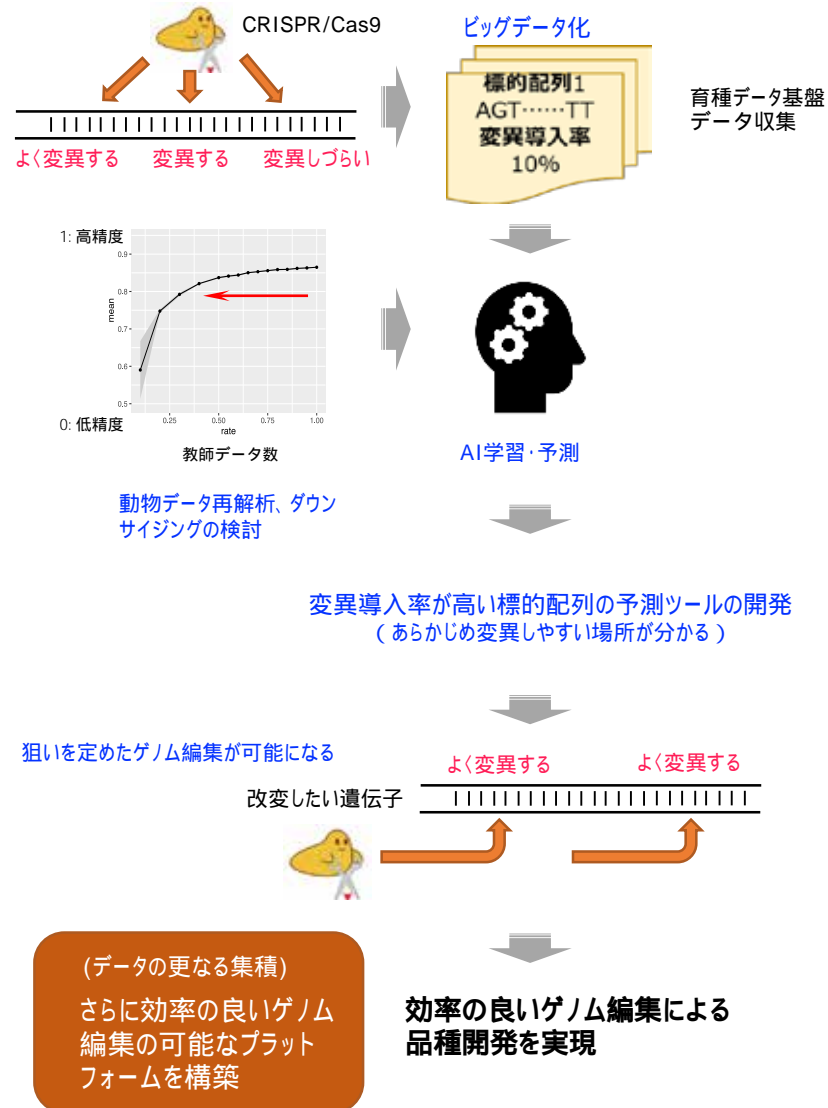 CRISPR/Cas9
よく変異する 変異する 変異しづらい
ビッグデータ化
標的配列1
AGT……TT
変異導入率
10%
育種データ基盤
データ収集
1: 高精度
0.9
0.8
0.7
0.6
0.5
mean
0: 低精度
0.25 0.50 0.75 1.00
rate
教師データ数
動物データ再解析、ダウン
サイジングの検討
AI学習・予測
変異導入率が高い標的配列の予測ツールの開発
（あらかじめ変異しやすい場所が分かる）
狙いを定めたゲノム編集が可能になる
よく変異する よく変異する
改変したい遺伝子
(データの更なる集積)
さらに効率の良いゲノム
編集の可能なプラット
フォームを構築
効率の良いゲノム編集による
品種開発を実現